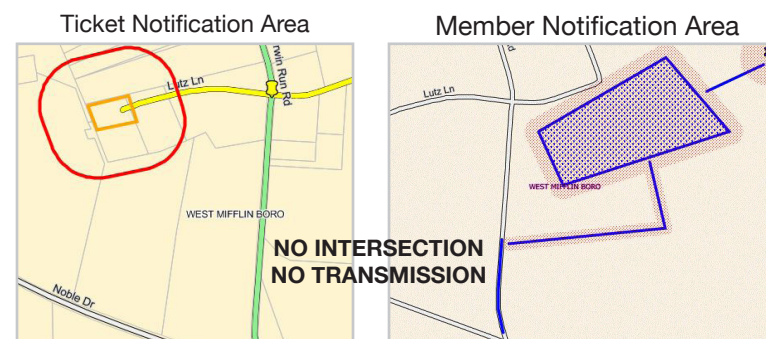 Ticket Notification Area
Member Notification Area
Lutz Ln
rwin Run Rd
WEST MIFFLIN BORO
Noble Dr
Lutz Ln
WEST MIFFLIN BORO
NO INTERSECTION
NO TRANSMISSION